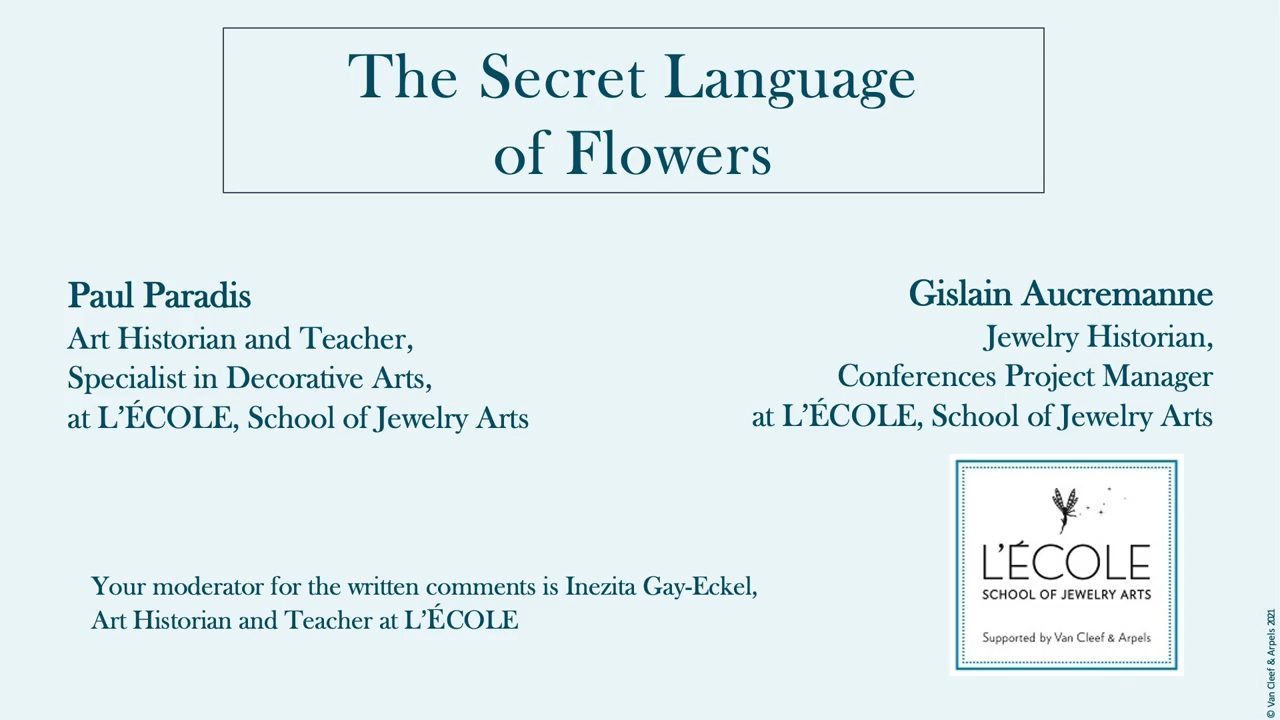 The Secret Language
of Flowers
Paul Paradis
Art Historian and Teacher,
Specialist in Decorative Arts,
at L’ÉCOLE, School of Jewelry Arts
Gislain Aucremanne
Jewelry Historian,
Conferences Project Manager
at L’ÉCOLE, School of Jewelry Arts
L’ÉCOLE
SCHOOL OF JEWELRY ARTS
Supported by Van Cleef & Arpels
Your moderator for the written comments is Inezita Gay-Eckel,
Art Historian and Teacher at L’ÉCOLE
© Van Cleef & Arpels 2021